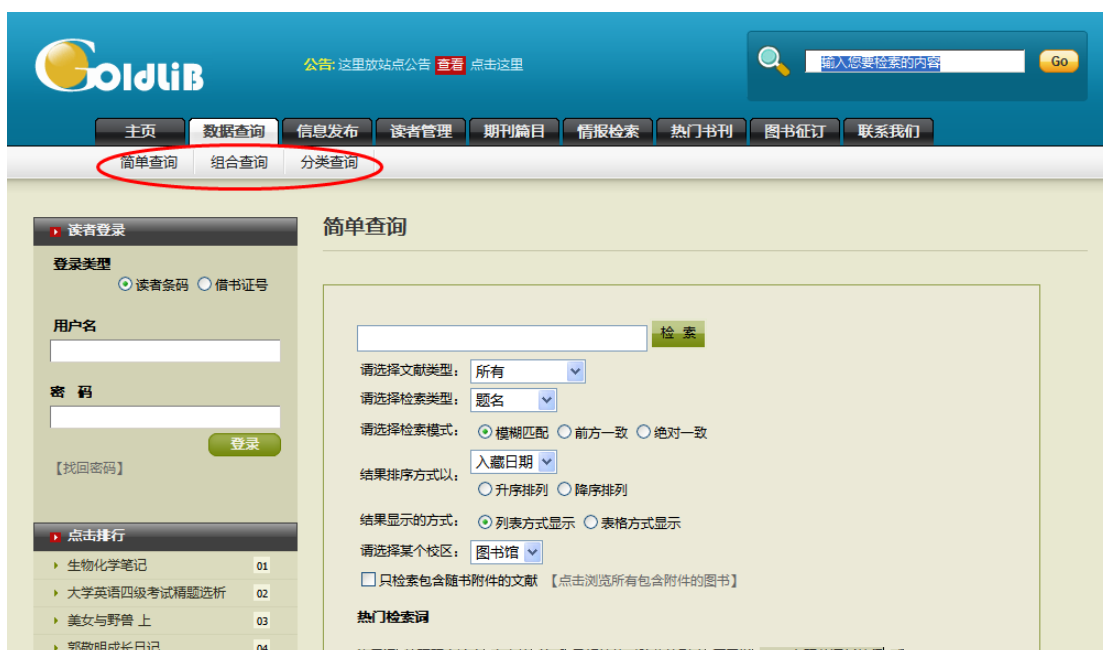 GoldLiB
公告: 这里放站点公告 查看 点击这里
输入您要检索的内容 Go
主页 数据查询 信息发布 读者管理 期刊篇目 情报检索 热门书刊 图书征订 联系我们
简单查询 组合查询 分类查询
读者登录
登录类型
读者条码 借书证号
用户名
密 码
登录
【找回密码】
点击排行
生物化学笔记 01
大学英语四级考试精题选析 02
美女与野兽 上 03
郭敬明成长日记 04
简单查询
检 索
请选择文献类型: 所有
请选择检索类型: 题名
请选择检索模式: 模糊匹配 前方一致 绝对一致
结果排序方式以: 入藏日期
升序排列 降序排列
结果显示的方式: 列表方式显示 表格方式显示
请选择某个校区: 图书馆
只检索包含随书附件的文献 【点击浏览所有包含附件的图书】
热门检索词